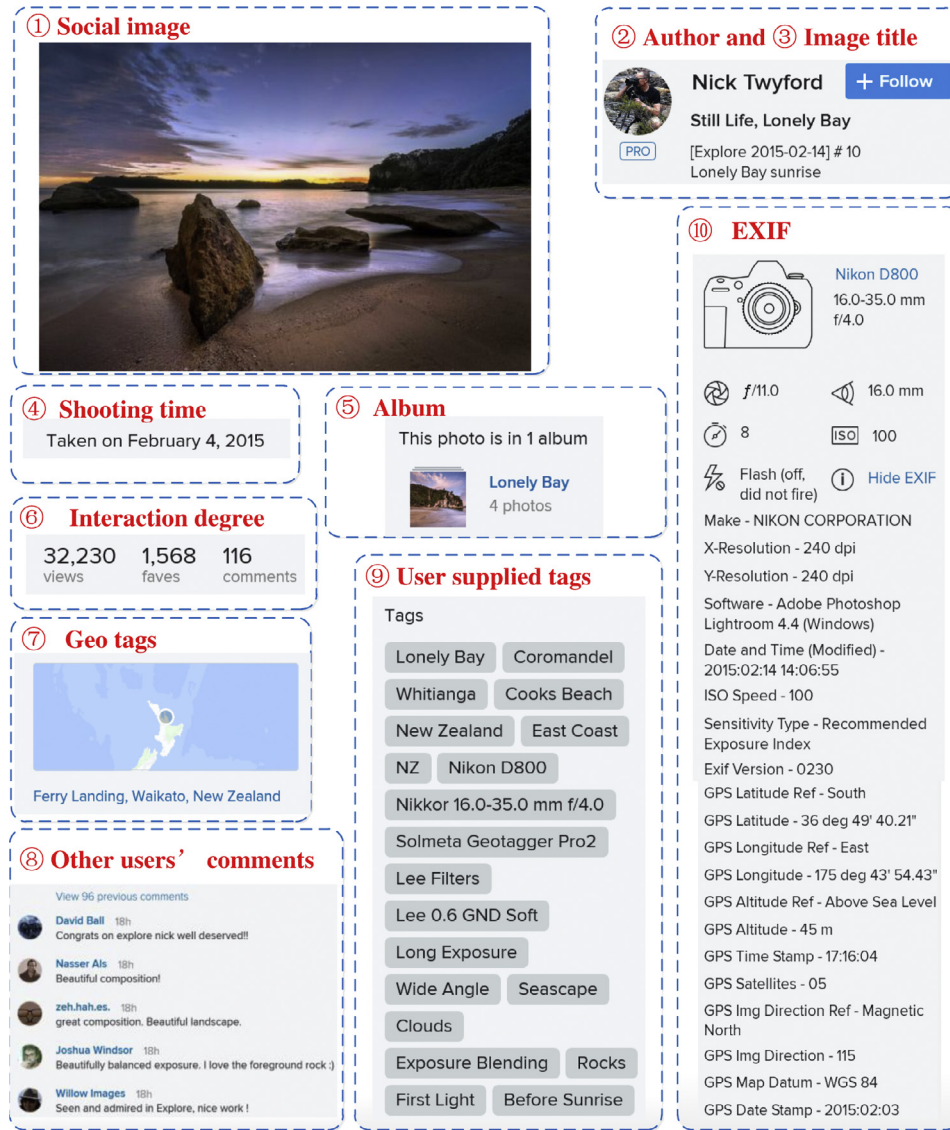 ① Social image
② Author and ③ Image title
Nick Twyford
+ Follow
PRO
Still Life, Lonely Bay
[Explore 2015-02-14] # 10
Lonely Bay sunrise
④ Shooting time
Taken on February 4, 2015
⑤ Album
This photo is in 1 album
Lonely Bay
4 photos
⑥ Interaction degree
32,230 1,568 116
views faves comments
⑦ Geo tags
Ferry Landing, Waikato, New Zealand
⑧ Other users' comments
View 96 previous comments
David Ball 18h
Congrats on explore nick well deserved!!
Nasser Als 18h
Beautiful composition!
zeh.hah.es. 18h
great composition. Beautiful landscape.
Joshua Windsor 18h
Beautifully balanced exposure. I love the foreground rock :)
Willow Images 18h
Seen and admired in Explore, nice work !
⑨ User supplied tags
Tags
Lonely Bay Coromandel
Whitianga Cooks Beach
New Zealand East Coast
NZ Nikon D800
Nikkor 16.0-35.0 mm f/4.0
Solmeta Geotagger Pro2
Lee Filters
Lee 0.6 GND Soft
Long Exposure
Wide Angle Seascape
Clouds
Exposure Blending Rocks
First Light Before Sunrise
⑩ EXIF
Nikon D800
16.0-35.0 mm
f/4.0
ƒ/11.0 16.0 mm
8 ISO 100
Flash (off,
did not fire)
Hide EXIF
Make - NIKON CORPORATION
X-Resolution - 240 dpi
Y-Resolution - 240 dpi
Software - Adobe Photoshop
Lightroom 4.4 (Windows)
Date and Time (Modified) -
2015:02:14 14:06:55
ISO Speed - 100
Sensitivity Type - Recommended
Exposure Index
Exif Version - 0230
GPS Latitude Ref - South
GPS Latitude - 36 deg 49' 40.21"
GPS Longitude Ref - East
GPS Longitude - 175 deg 43' 54.43"
GPS Altitude Ref - Above Sea Level
GPS Altitude - 45 m
GPS Time Stamp - 17:16:04
GPS Satellites - 05
GPS Img Direction Ref - Magnetic
North
GPS Img Direction - 115
GPS Map Datum - WGS 84
GPS Date Stamp - 2015:02:03